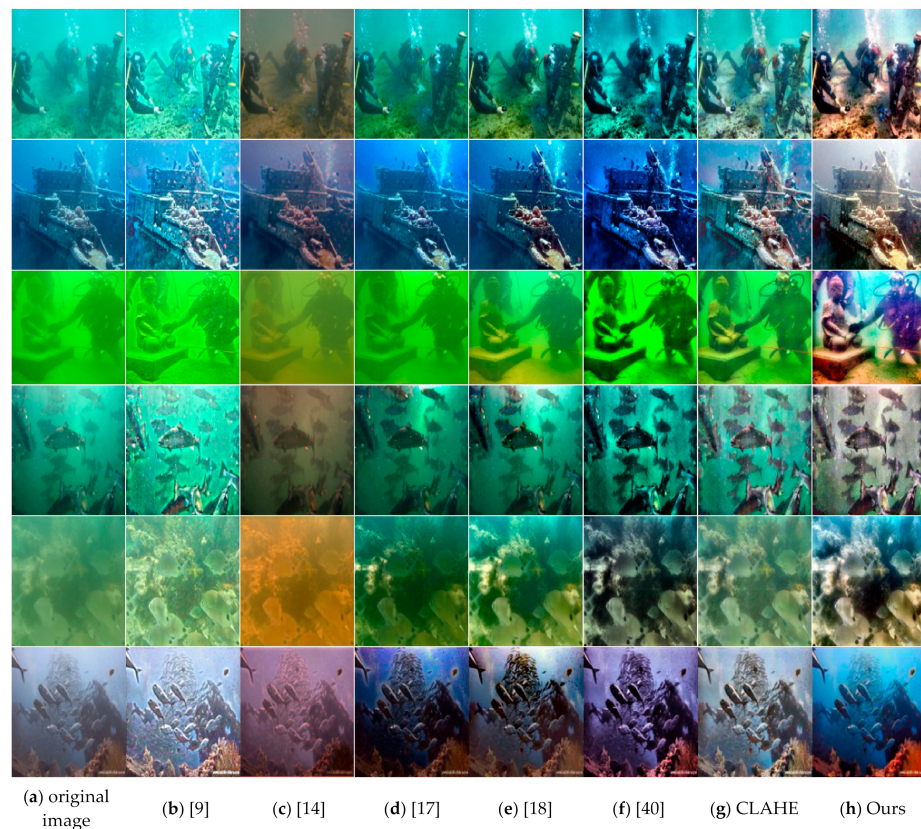 (a) original
image
(b) [9]
(c) [14]
(d) [17]
(e) [18]
(f) [40]
(g) CLAHE
(h) Ours